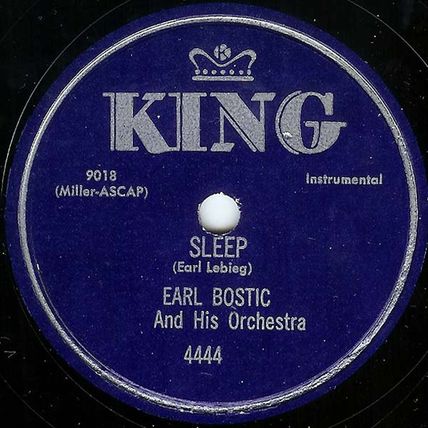 KING
9018
(Miller-ASCAP)
Instrumental
SLEEP
(Earl Lebieg)
EARL BOSTIC
And His Orchestra
4444